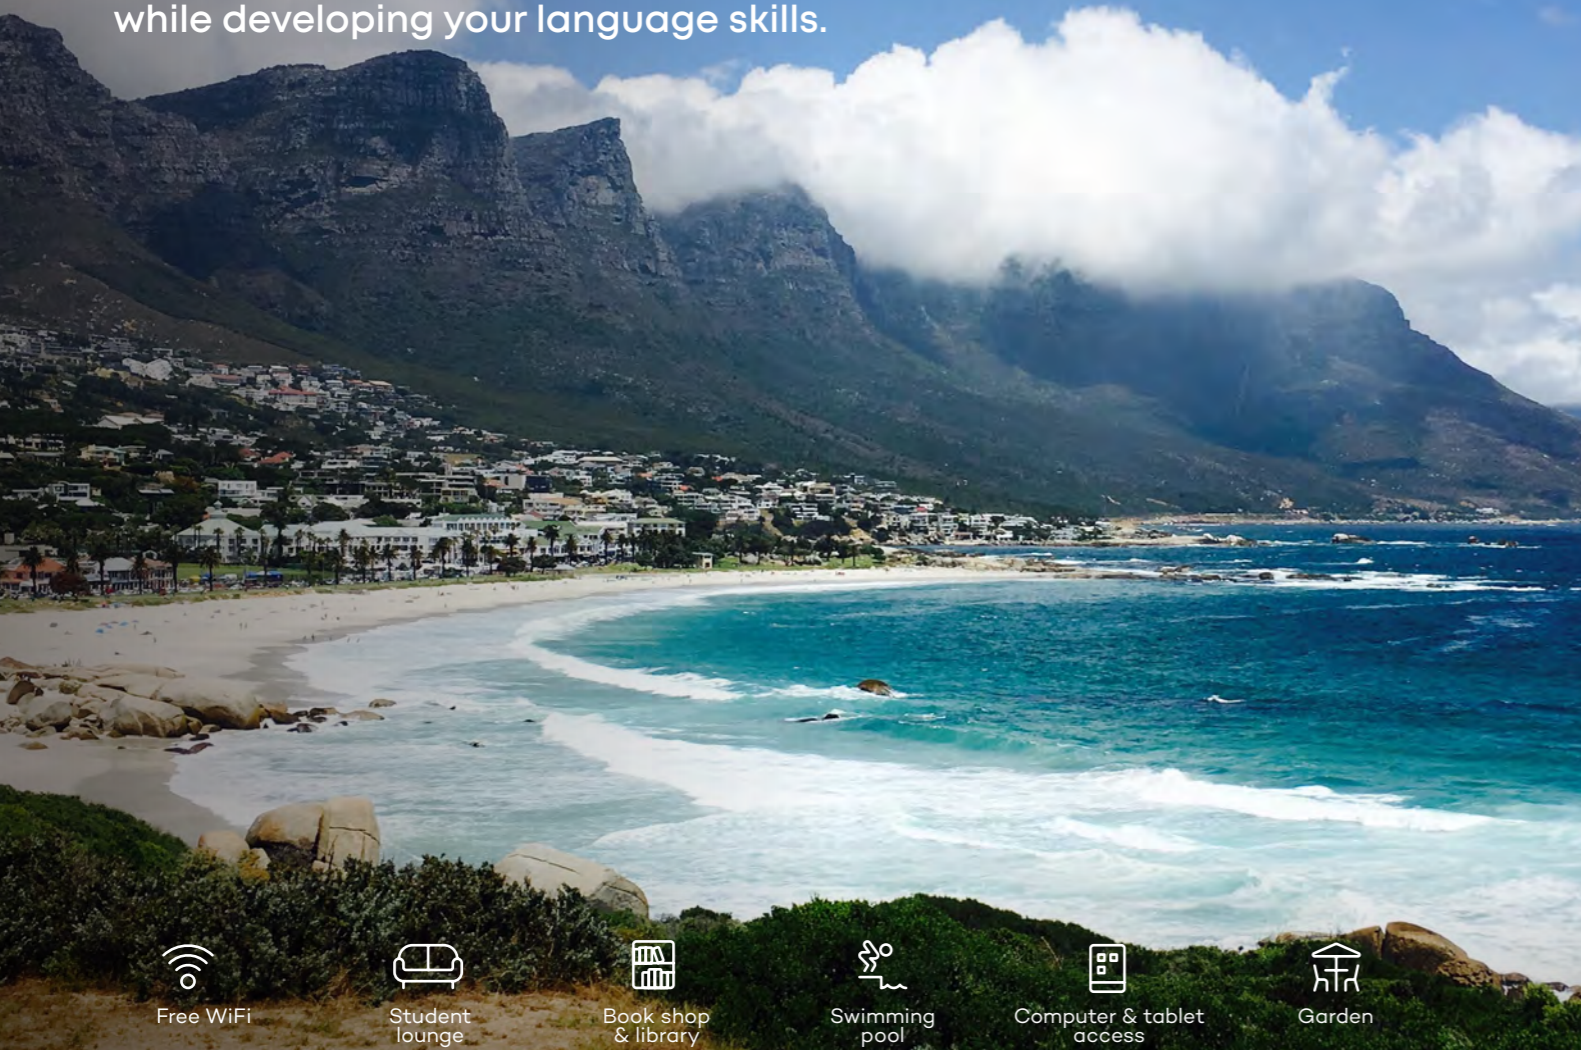 while developing your language skills.
Free WiFi
Student
lounge
Book shop
& library
Swimming
pool
Computer & tablet
access
Garden